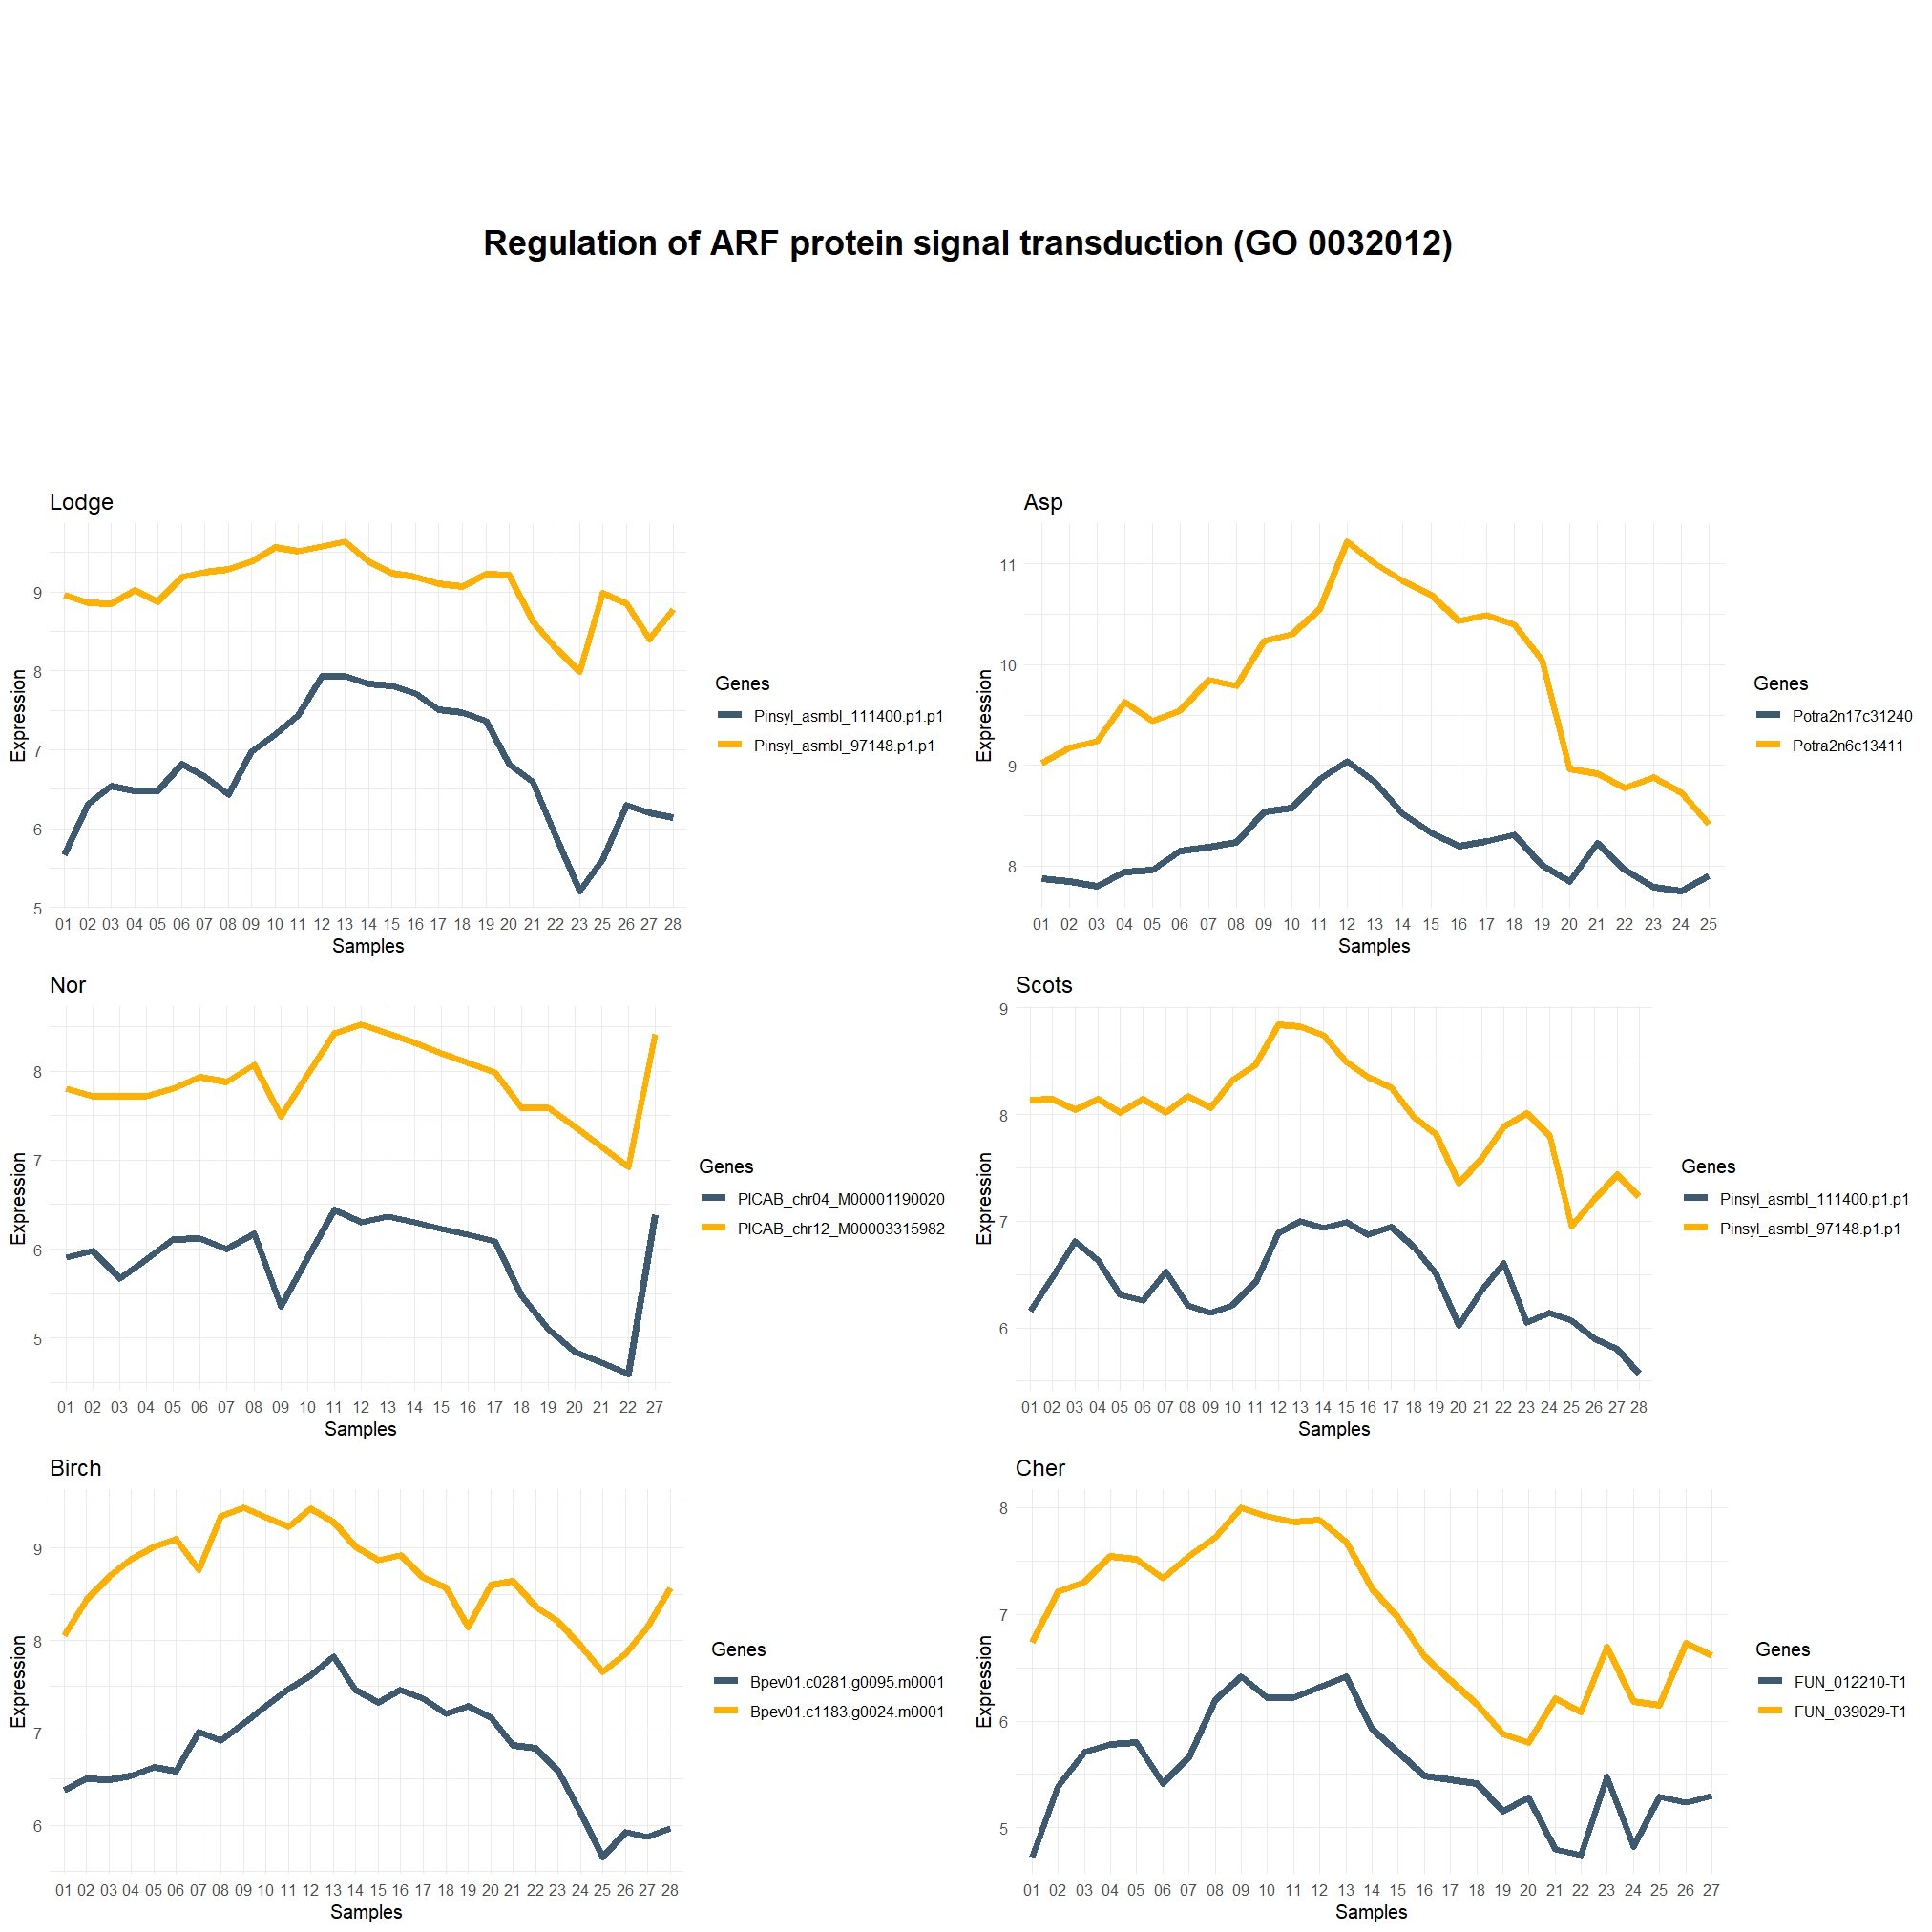 Regulation of ARF protein signal transduction (GO 0032012)
Lodge
Expression
9
8
7
6
5
01 02 03 04 05 06 07 08 09 10 11 12 13 14 15 16 17 18 19 20 21 22 23 25 26 27 28
Samples
Genes
Pinsyl_asmbl_111400.p1.p1
Pinsyl_asmbl_97148.p1.p1
Asp
Expression
11
10
9
8
01 02 03 04 05 06 07 08 09 10 11 12 13 14 15 16 17 18 19 20 21 22 23 24 25
Samples
Genes
Potra2n17c31240
Potra2n6c13411
Nor
Expression
8
7
6
5
01 02 03 04 05 06 07 08 09 10 11 12 13 14 15 16 17 18 19 20 21 22 27
Samples
Genes
PICAB_chr04_M00001190020
PICAB_chr12_M00003315982
Scots
Expression
9
8
7
6
01 02 03 04 05 06 07 08 09 10 11 12 13 14 15 16 17 18 19 20 21 22 23 24 25 26 27 28
Samples
Genes
Pinsyl_asmbl_111400.p1.p1
Pinsyl_asmbl_97148.p1.p1
Birch
Expression
9
8
7
6
01 02 03 04 05 06 07 08 09 10 11 12 13 14 15 16 17 18 19 20 21 22 23 24 25 26 27 28
Samples
Genes
Bpev01.c0281.g0095.m0001
Bpev01.c1183.g0024.m0001
Cher
Expression
8
7
6
5
01 02 03 04 05 06 07 08 09 10 11 12 13 14 15 16 17 18 19 20 21 22 23 24 25 26 27
Samples
Genes
FUN_012210-T1
FUN_039029-T1